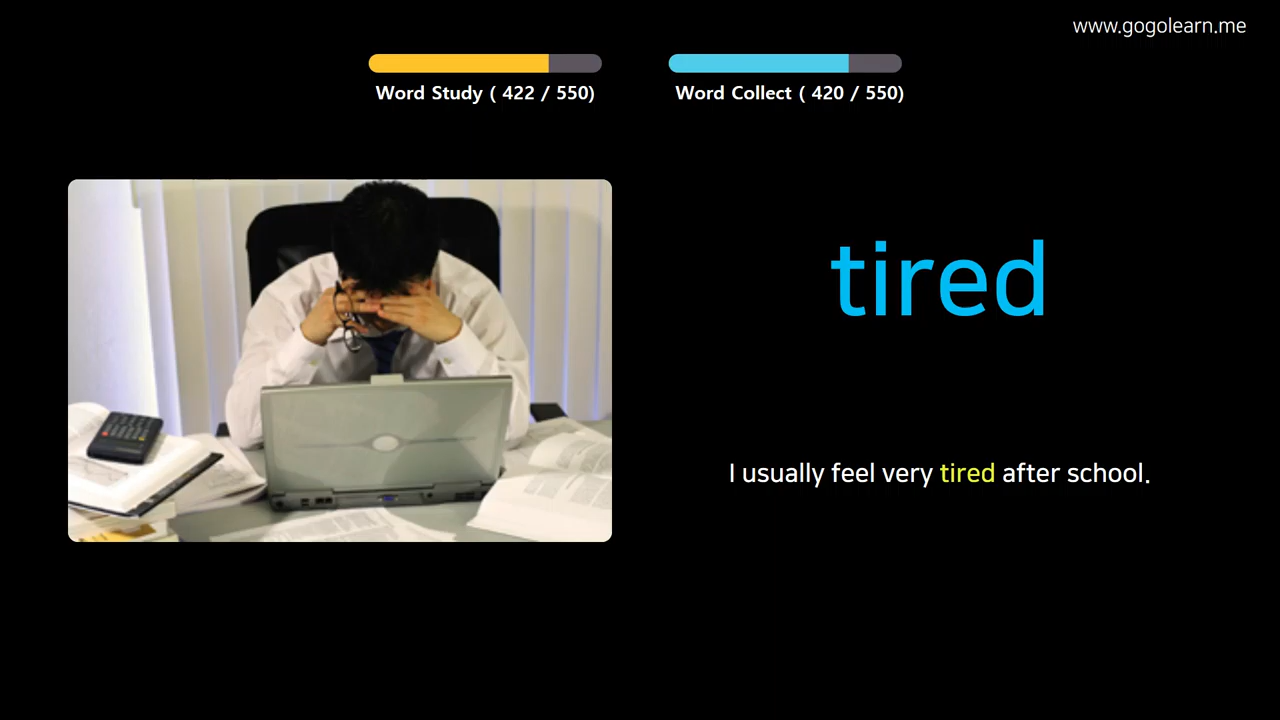 www.gogolearn.me
Word Study ( 422 / 550)
Word Collect ( 420 / 550)
tired
I usually feel very tired after school.